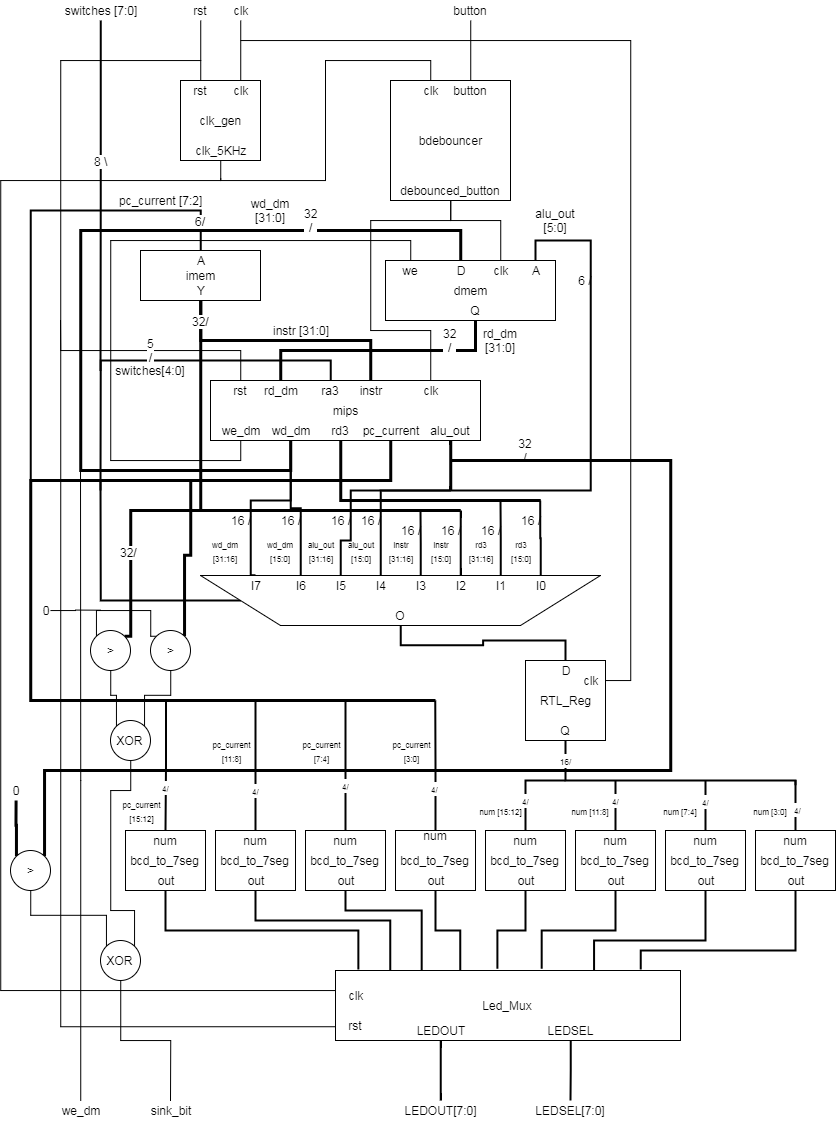 switches [7:0]
rst
clk
button
rst
clk
clk_gen
clk_5KHz
clk
button
bdebouncer
debounced_button
8 \
pc_current [7:2]
6/
wd_dm
[31:0]
32
/
alu_out
[5:0]
6 /
A
imem
Y
we
D
clk
A
dmem
Q
32/
instr [31:0]
32
/
rd_dm
[31:0]
5
/
switches[4:0]
rst
rd_dm
ra3
instr
clk
mips
we_dm
wd_dm
rd3
pc_current
alu_out
32
/
16 /
16 /
16 /
16 /
16 /
16 /
16 /
16 /
wd_dm
[31:16]
wd_dm
[15:0]
alu_out
[31:16]
alu_out
[15:0]
instr
[31:16]
instr
[15:0]
rd3
[31:16]
rd3
[15:0]
32/
I7
I6
I5
I4
I3
I2
I1
I0
O
0
>
>
XOR
D
clk
RTL_Reg
Q
16/
pc_current
[11:8]
pc_current
[7:4]
pc_current
[3:0]
0
4/
4/
4/
4/
4/
4/
4/
4/
pc_current
[15:12]
num [15:12]
num [11:8]
num [7:4]
num [3:0]
>
num
bcd_to_7seg
out
num
bcd_to_7seg
out
num
bcd_to_7seg
out
num
bcd_to_7seg
out
num
bcd_to_7seg
out
num
bcd_to_7seg
out
num
bcd_to_7seg
out
num
bcd_to_7seg
out
XOR
clk
rst
Led_Mux
LEDOUT
LEDSEL
we_dm
sink_bit
LEDOUT[7:0]
LEDSEL[7:0]